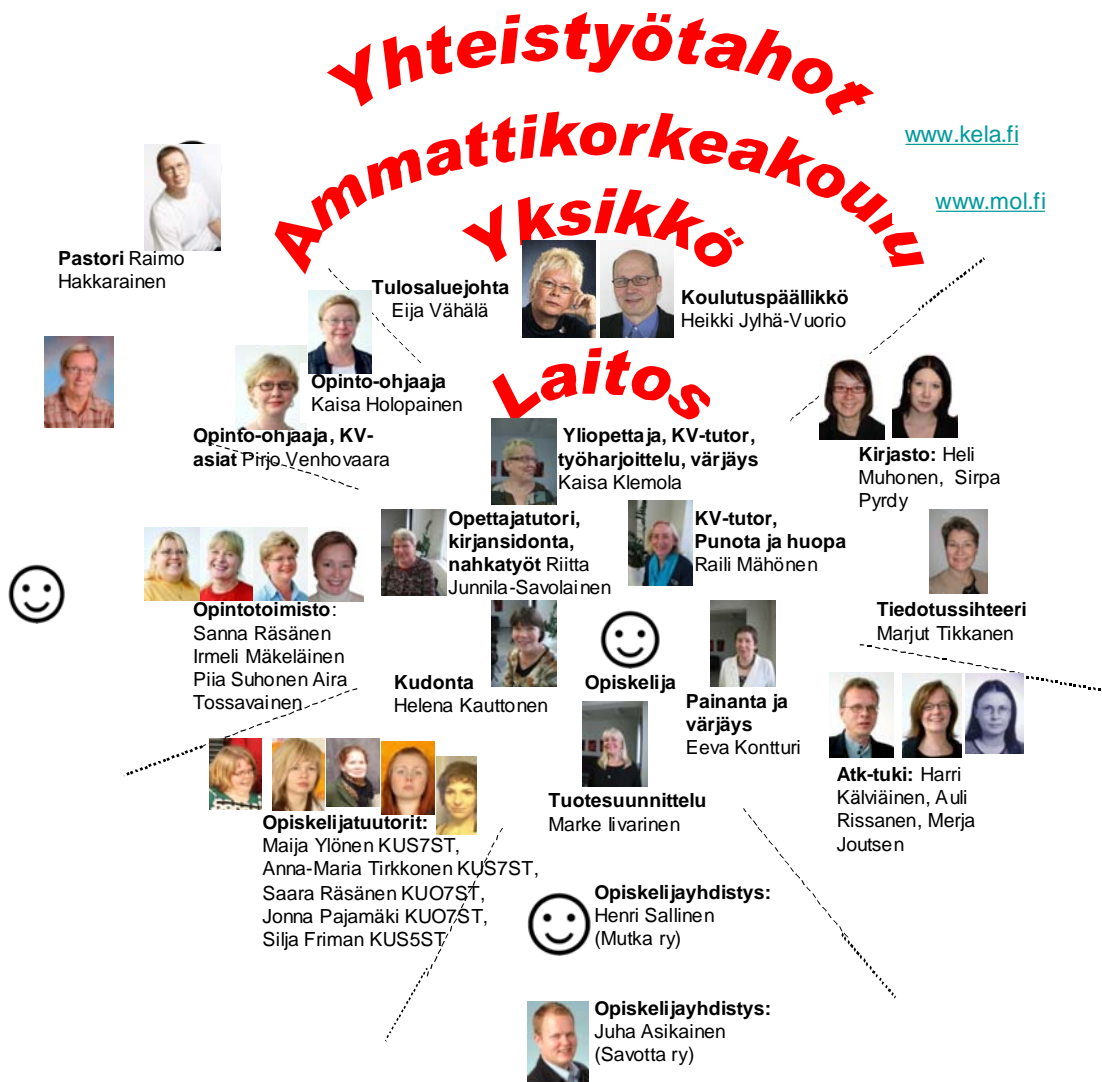 Yhteistyötahot
Ammattikorkeakoulu
www.kela.fi
www.mol.fi
Yksikkö
Pastori Raimo
Hakkarainen
Tulosaluejohta
Eija Vähälä
Koulutuspäällikkö
Heikki Jylhä-Vuorio
Laitos
Opinto-ohjaaja
Kaisa Holopainen
Opinto-ohjaaja, KV-
asiat Pirjo Venhovaara
Yliopettaja, KV-tutor,
työharjoittelu, värjäys
Kaisa Klemola
Kirjasto: Heli
Muhonen, Sirpa
Pyrdy
Opettajatutori,
kirjansidonta,
nahkatyöt Riitta
Junnila-Savolainen
KV-tutor,
Punota ja huopa
Raili Mähönen
Opintotoimisto:
Sanna Räsänen
Irmeli Mäkeläinen
Piia Suhonen Aira
Tossavainen
Tiedotussihteeri
Marjut Tikkanen
Kudonta
Helena Kauttonen
Opiskelija
Painanta ja
värjäys
Eeva Kontturi
Tuotesuunnittelu
Marke Iivarinen
Atk-tuki: Harri
Kälviäinen, Auli
Rissanen, Merja
Joutsen
Opiskelijatuutorit:
Maija Ylönen KUS7ST,
Anna-Maria Tirkkonen KUS7ST,
Saara Räsänen KUO7ST,
Jonna Pajamäki KUO7ST,
Silja Friman KUS5ST
Opiskelijayhdistys:
Henri Sallinen
(Mutka ry)
Opiskelijayhdistys:
Juha Asikainen
(Savotta ry)